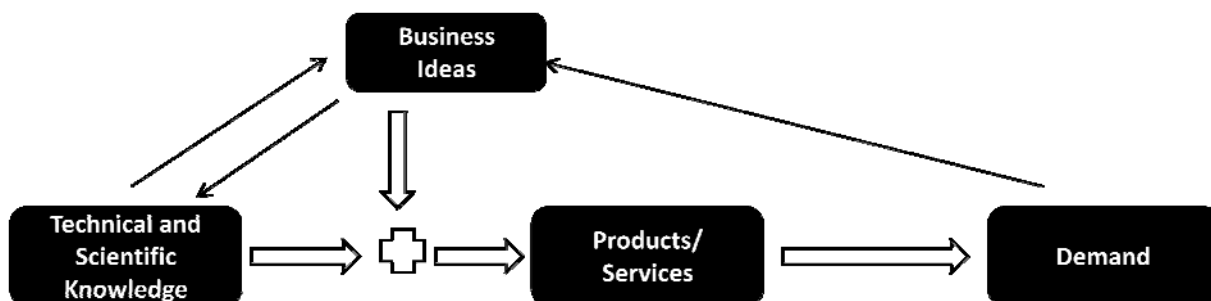 Business
Ideas
Technical and
Scientific
Knowledge
Products/
Services
Demand